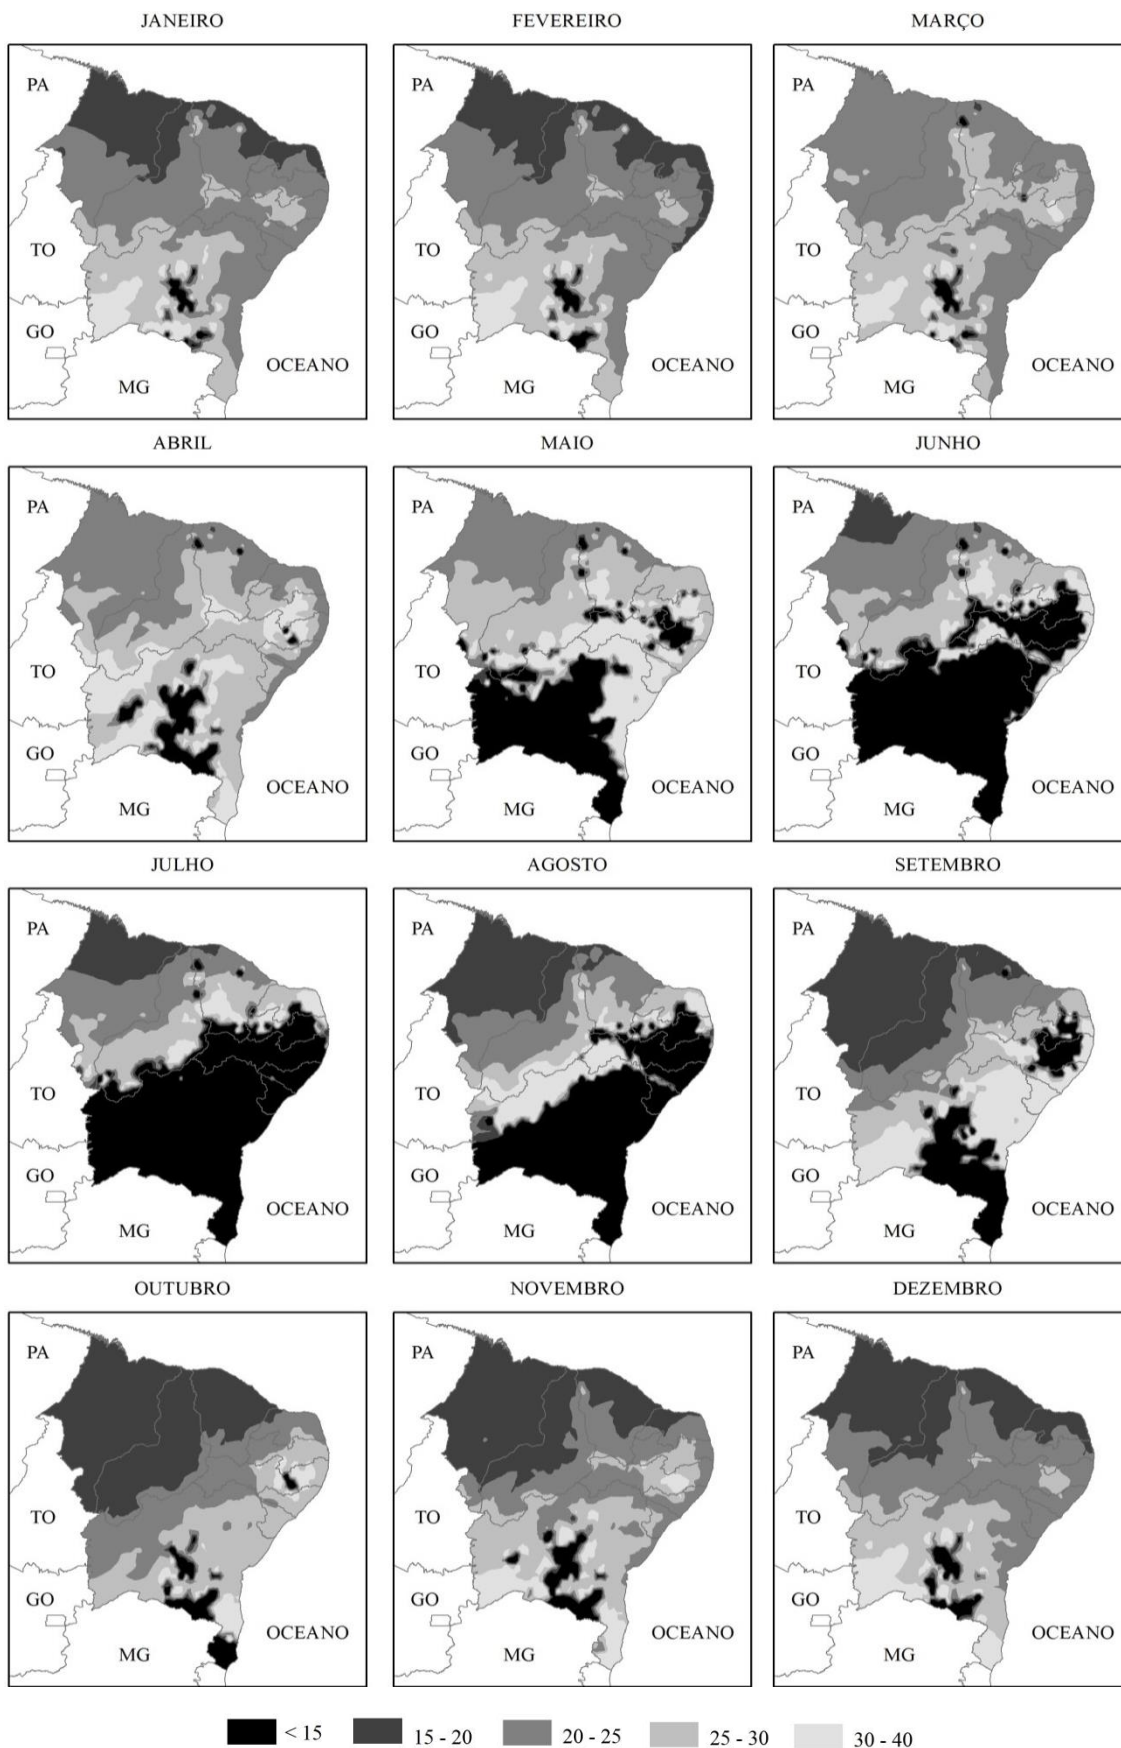 JANEIRO FEVEREIRO MARÇO
PA PA PA
TO TO TO
GO GO GO
OCEANO OCEANO OCEANO
MG MG MG
ABRIL MAIO JUNHO
PA PA PA
TO TO TO
GO GO GO
OCEANO OCEANO OCEANO
MG MG MG
JULHO AGOSTO SETEMBRO
PA PA PA
TO TO TO
GO GO GO
OCEANO OCEANO OCEANO
MG MG MG
OUTUBRO NOVEMBRO DEZEMBRO
PA PA PA
TO TO TO
GO GO GO
OCEANO OCEANO OCEANO
MG MG MG
< 15 15 - 20 20 - 25 25 - 30 30 - 40